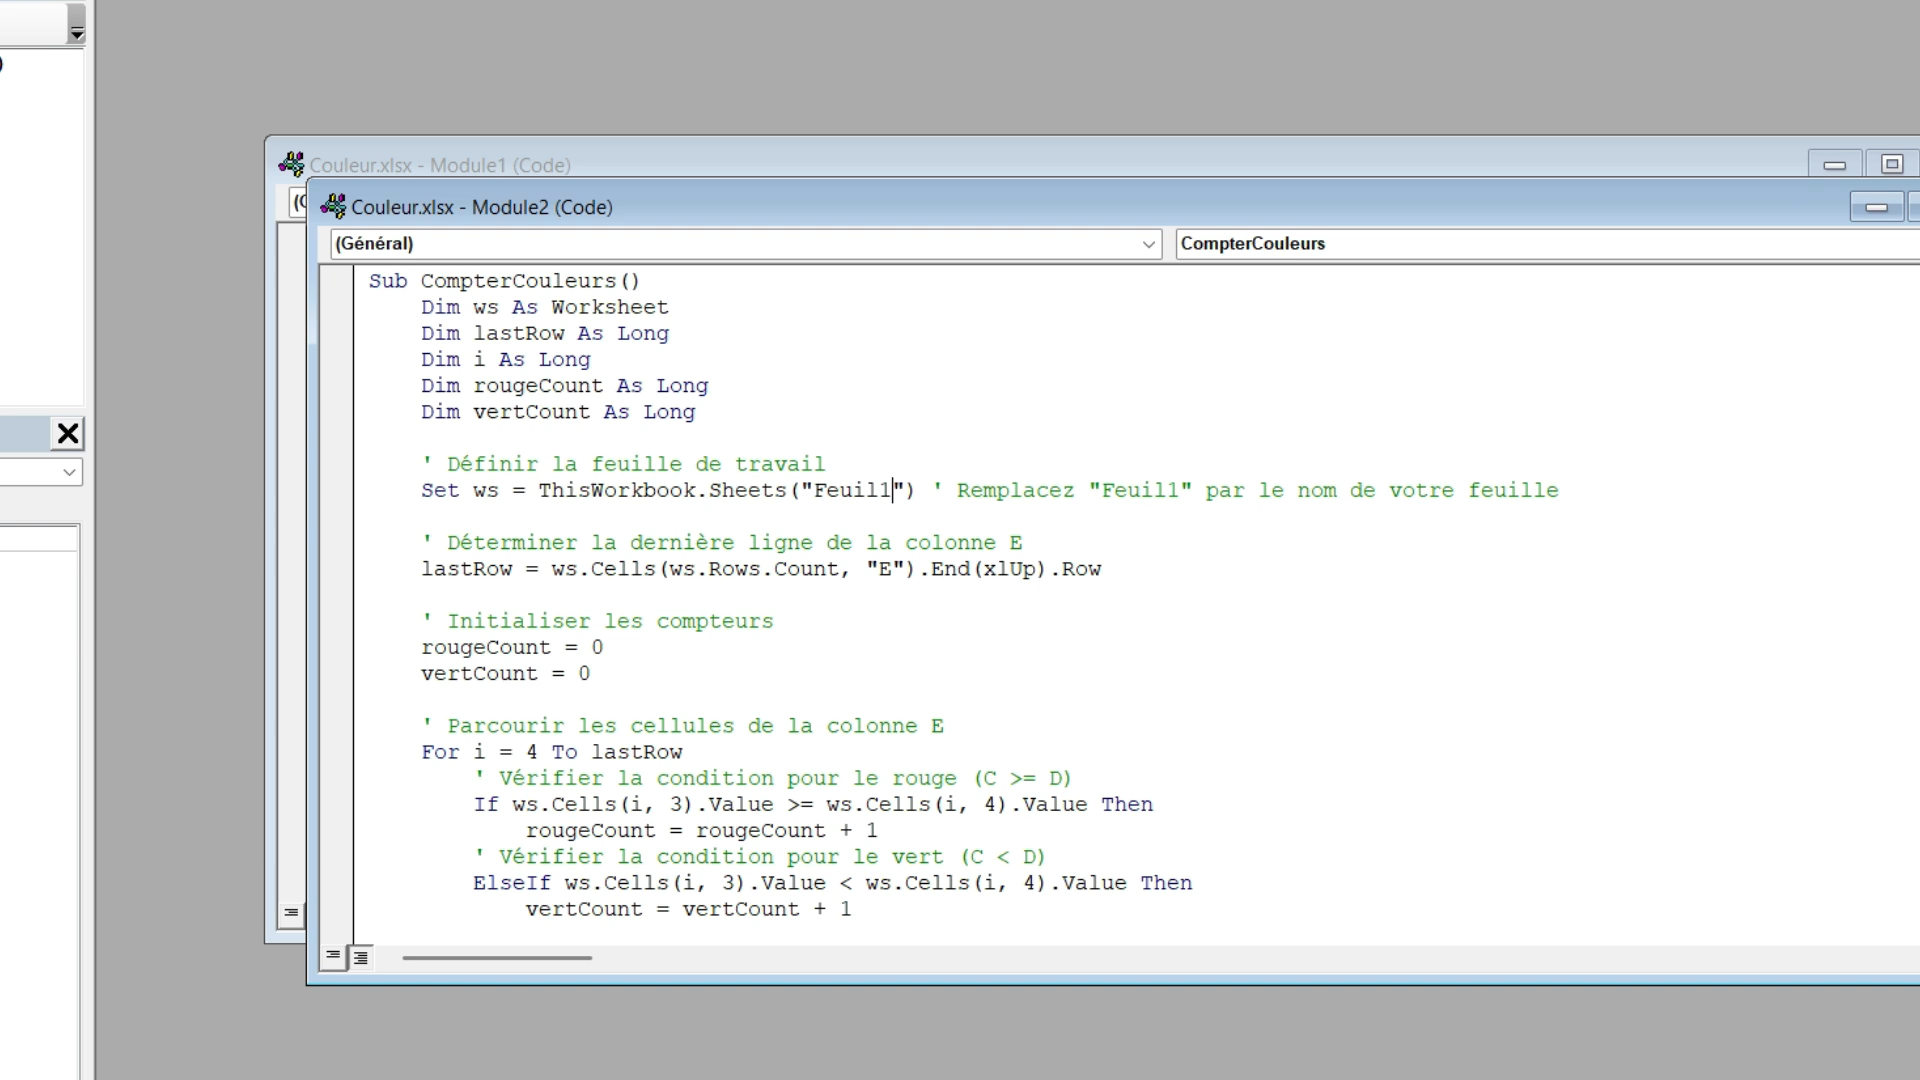 )
Couleur.xlsx - Module1 (Code)
Couleur.xlsx - Module2 (Code)
(Général)
CompterCouleurs
Sub CompterCouleurs()
Dim ws As Worksheet
Dim lastRow As Long
Dim i As Long
Dim rougeCount As Long
Dim vertCount As Long
' Définir la feuille de travail
Set ws = ThisWorkbook.Sheets("Feuil1") ' Remplacez "Feuil1" par le nom de votre feuille
' Déterminer la dernière ligne de la colonne E
lastRow = ws.Cells(ws.Rows.Count, "E").End(xlUp).Row
' Initialiser les compteurs
rougeCount = 0
vertCount = 0
' Parcourir les cellules de la colonne E
For i = 4 To lastRow
' Vérifier la condition pour le rouge (C >= D)
If ws.Cells(i, 3).Value >= ws.Cells(i, 4).Value Then
rougeCount = rougeCount + 1
' Vérifier la condition pour le vert (C < D)
ElseIf ws.Cells(i, 3).Value < ws.Cells(i, 4).Value Then
vertCount = vertCount + 1